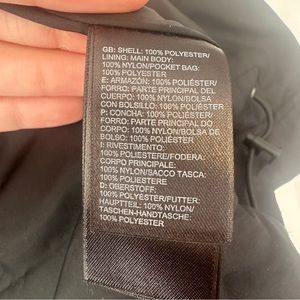 GB: SHELL: 100% POLYESTER/
LINING: MAIN BODY:
100% NYLON/POCKET BAG:
100% POLYESTER
E: ARMAZÓN: 100% POLIÉSTER/
FORRO: PARTE PRINCIPAL DEL
CUERPO: 100% NYLON/BOLSA
CON BOLSILLO: 100% POLIÉSTER
P: CONCHA: 100% POLIÉSTER/
FORRO: PARTE PRINCIPAL DO
CORPO: 100% NYLON/BOLSA DE
BOLSO: 100% POLIÉSTER
I: RIVESTIMENTO:
100% POLIESTERE/FODERA:
CORPO PRINCIPALE:
100% NYLON/SACCO TASCA:
100% POLIESTERE
D: OBERSTOFF:
100% POLYESTER/FUTTER:
HAUPTTEIL: 100% NYLON/
TASCHEN-HANDTASCHE:
100% POLYESTER